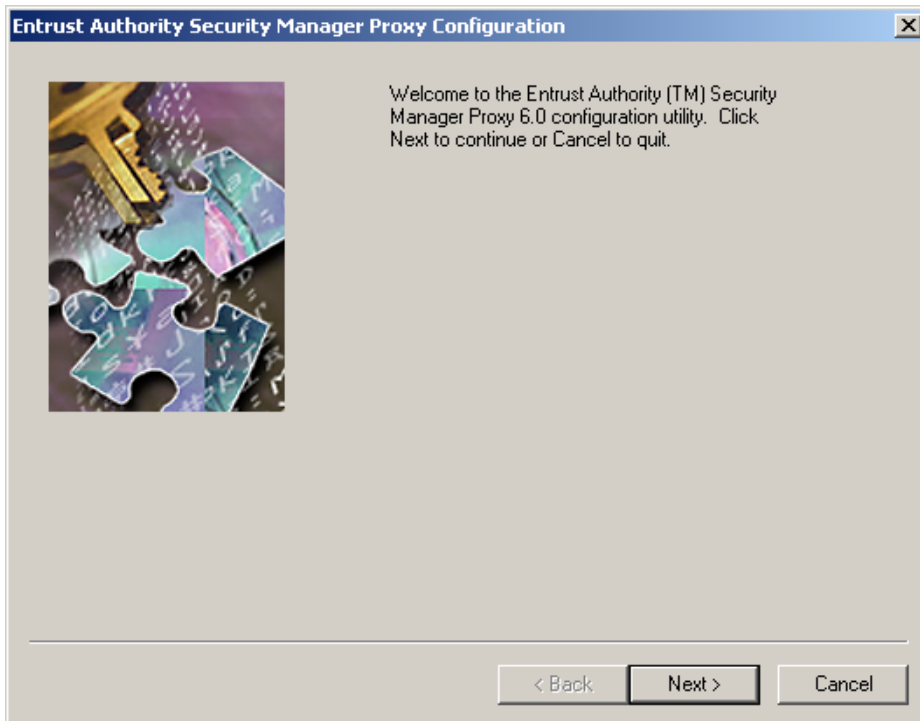 Entrust Authority Security Manager Proxy Configuration
Welcome to the Entrust Authority (TM) Security
Manager Proxy 6.0 configuration utility. Click
Next to continue or Cancel to quit.
< Back
Next >
Cancel